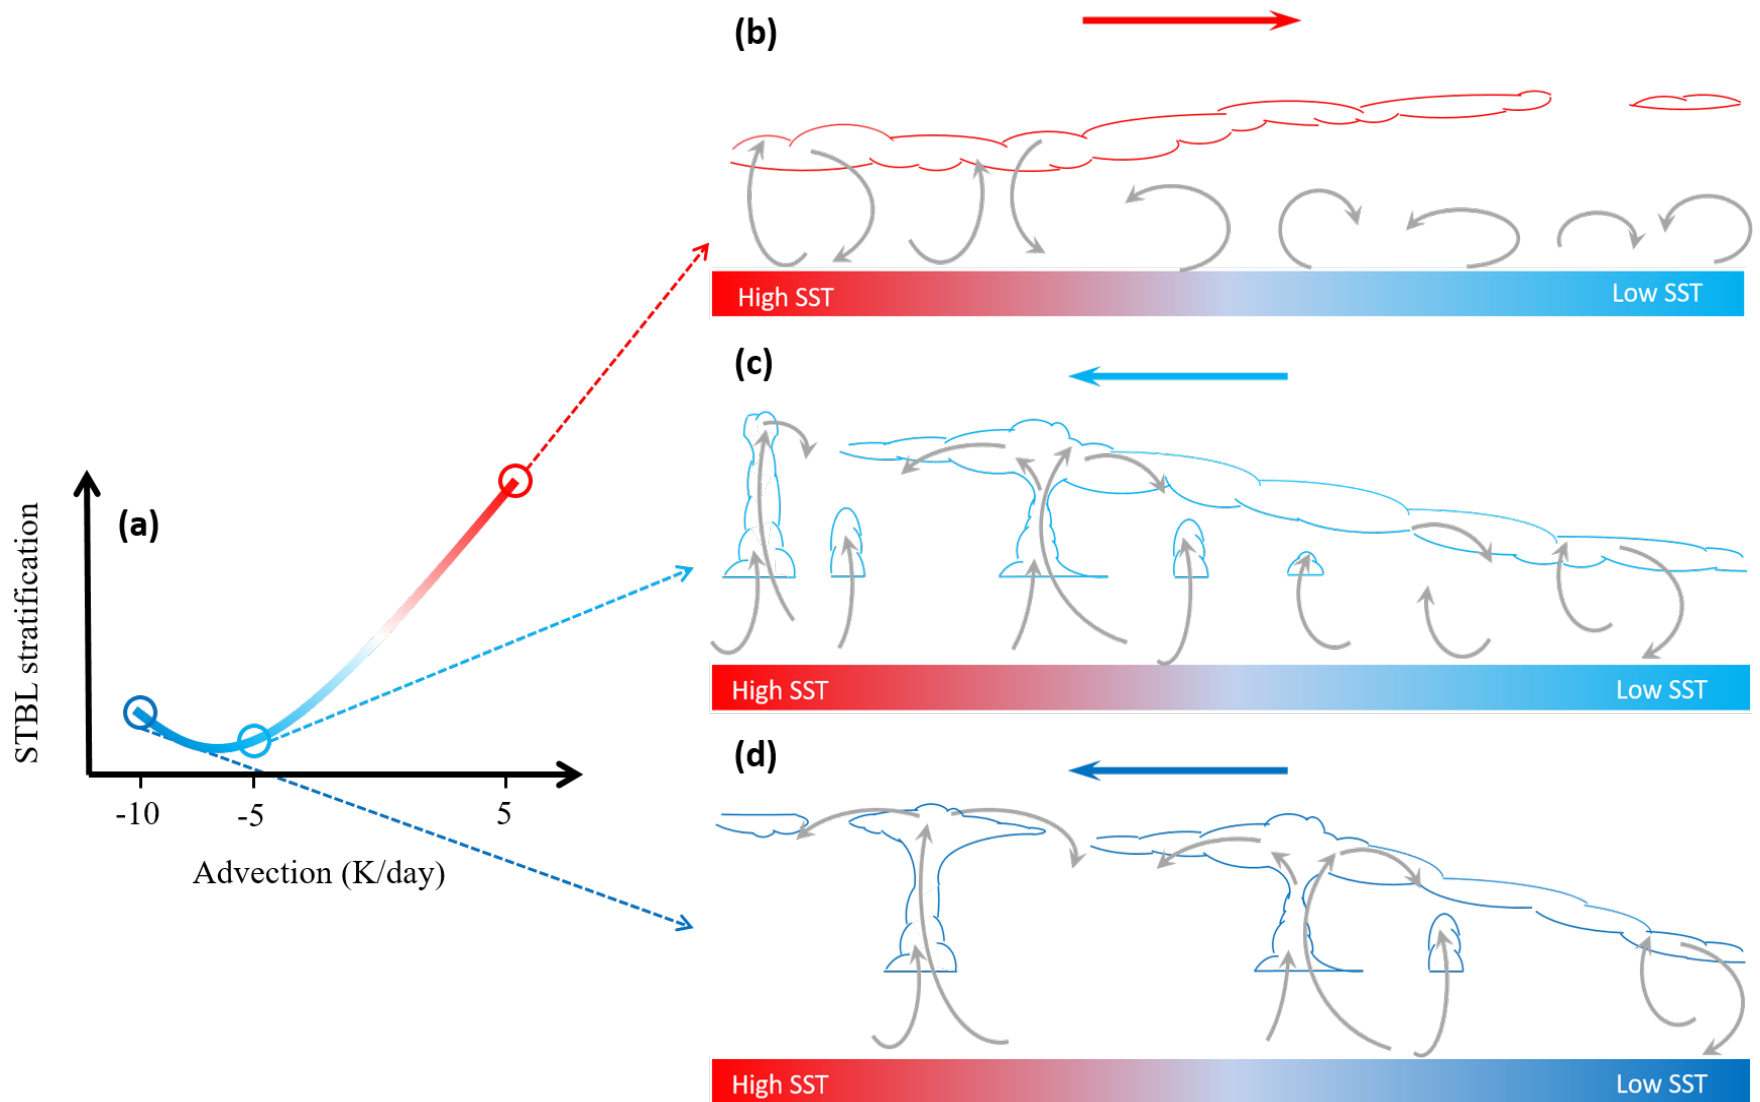 (a)
STBL stratification
-10
-5
5
Advection (K/day)
(b)
High SST
Low SST
(c)
High SST
Low SST
(d)
High SST
Low SST